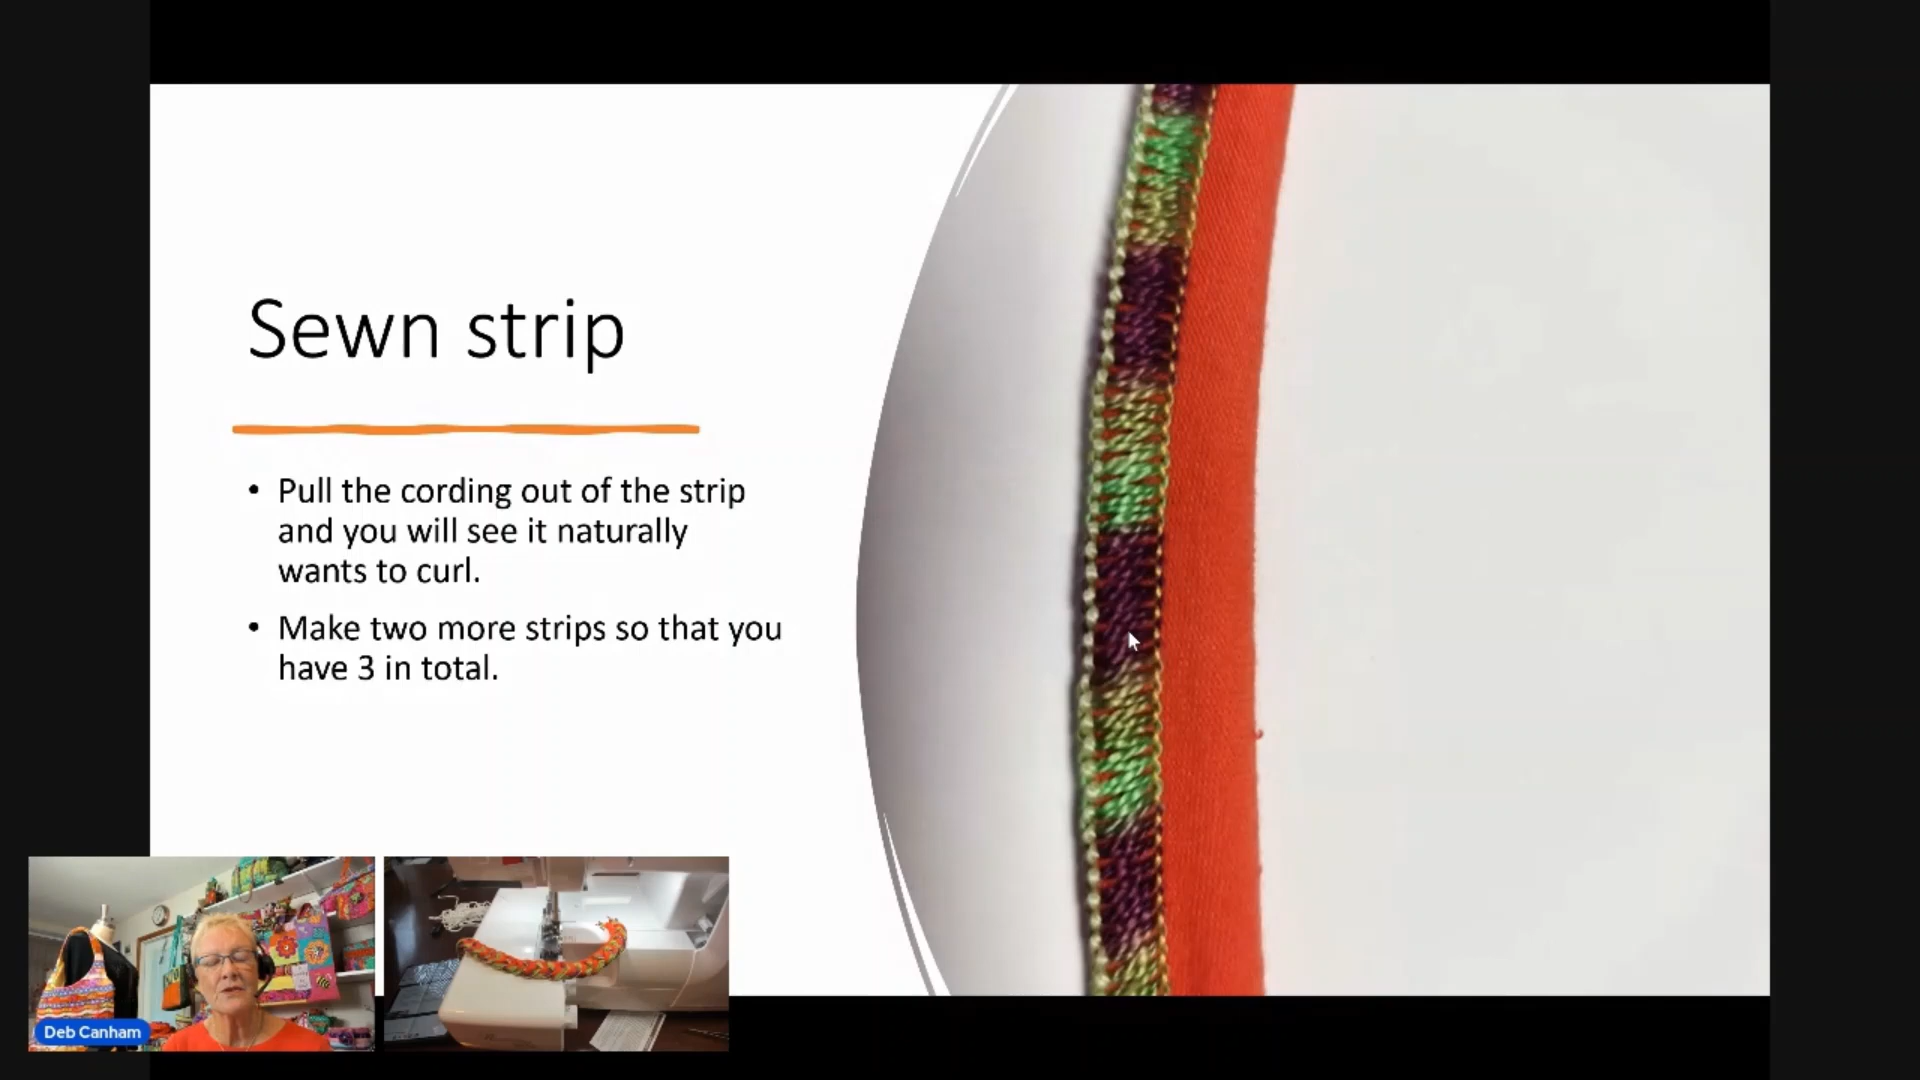 Sewn strip
• Pull the cording out of the strip
and you will see it naturally
wants to curl.
• Make two more strips so that you
have 3 in total.
Deb Canham